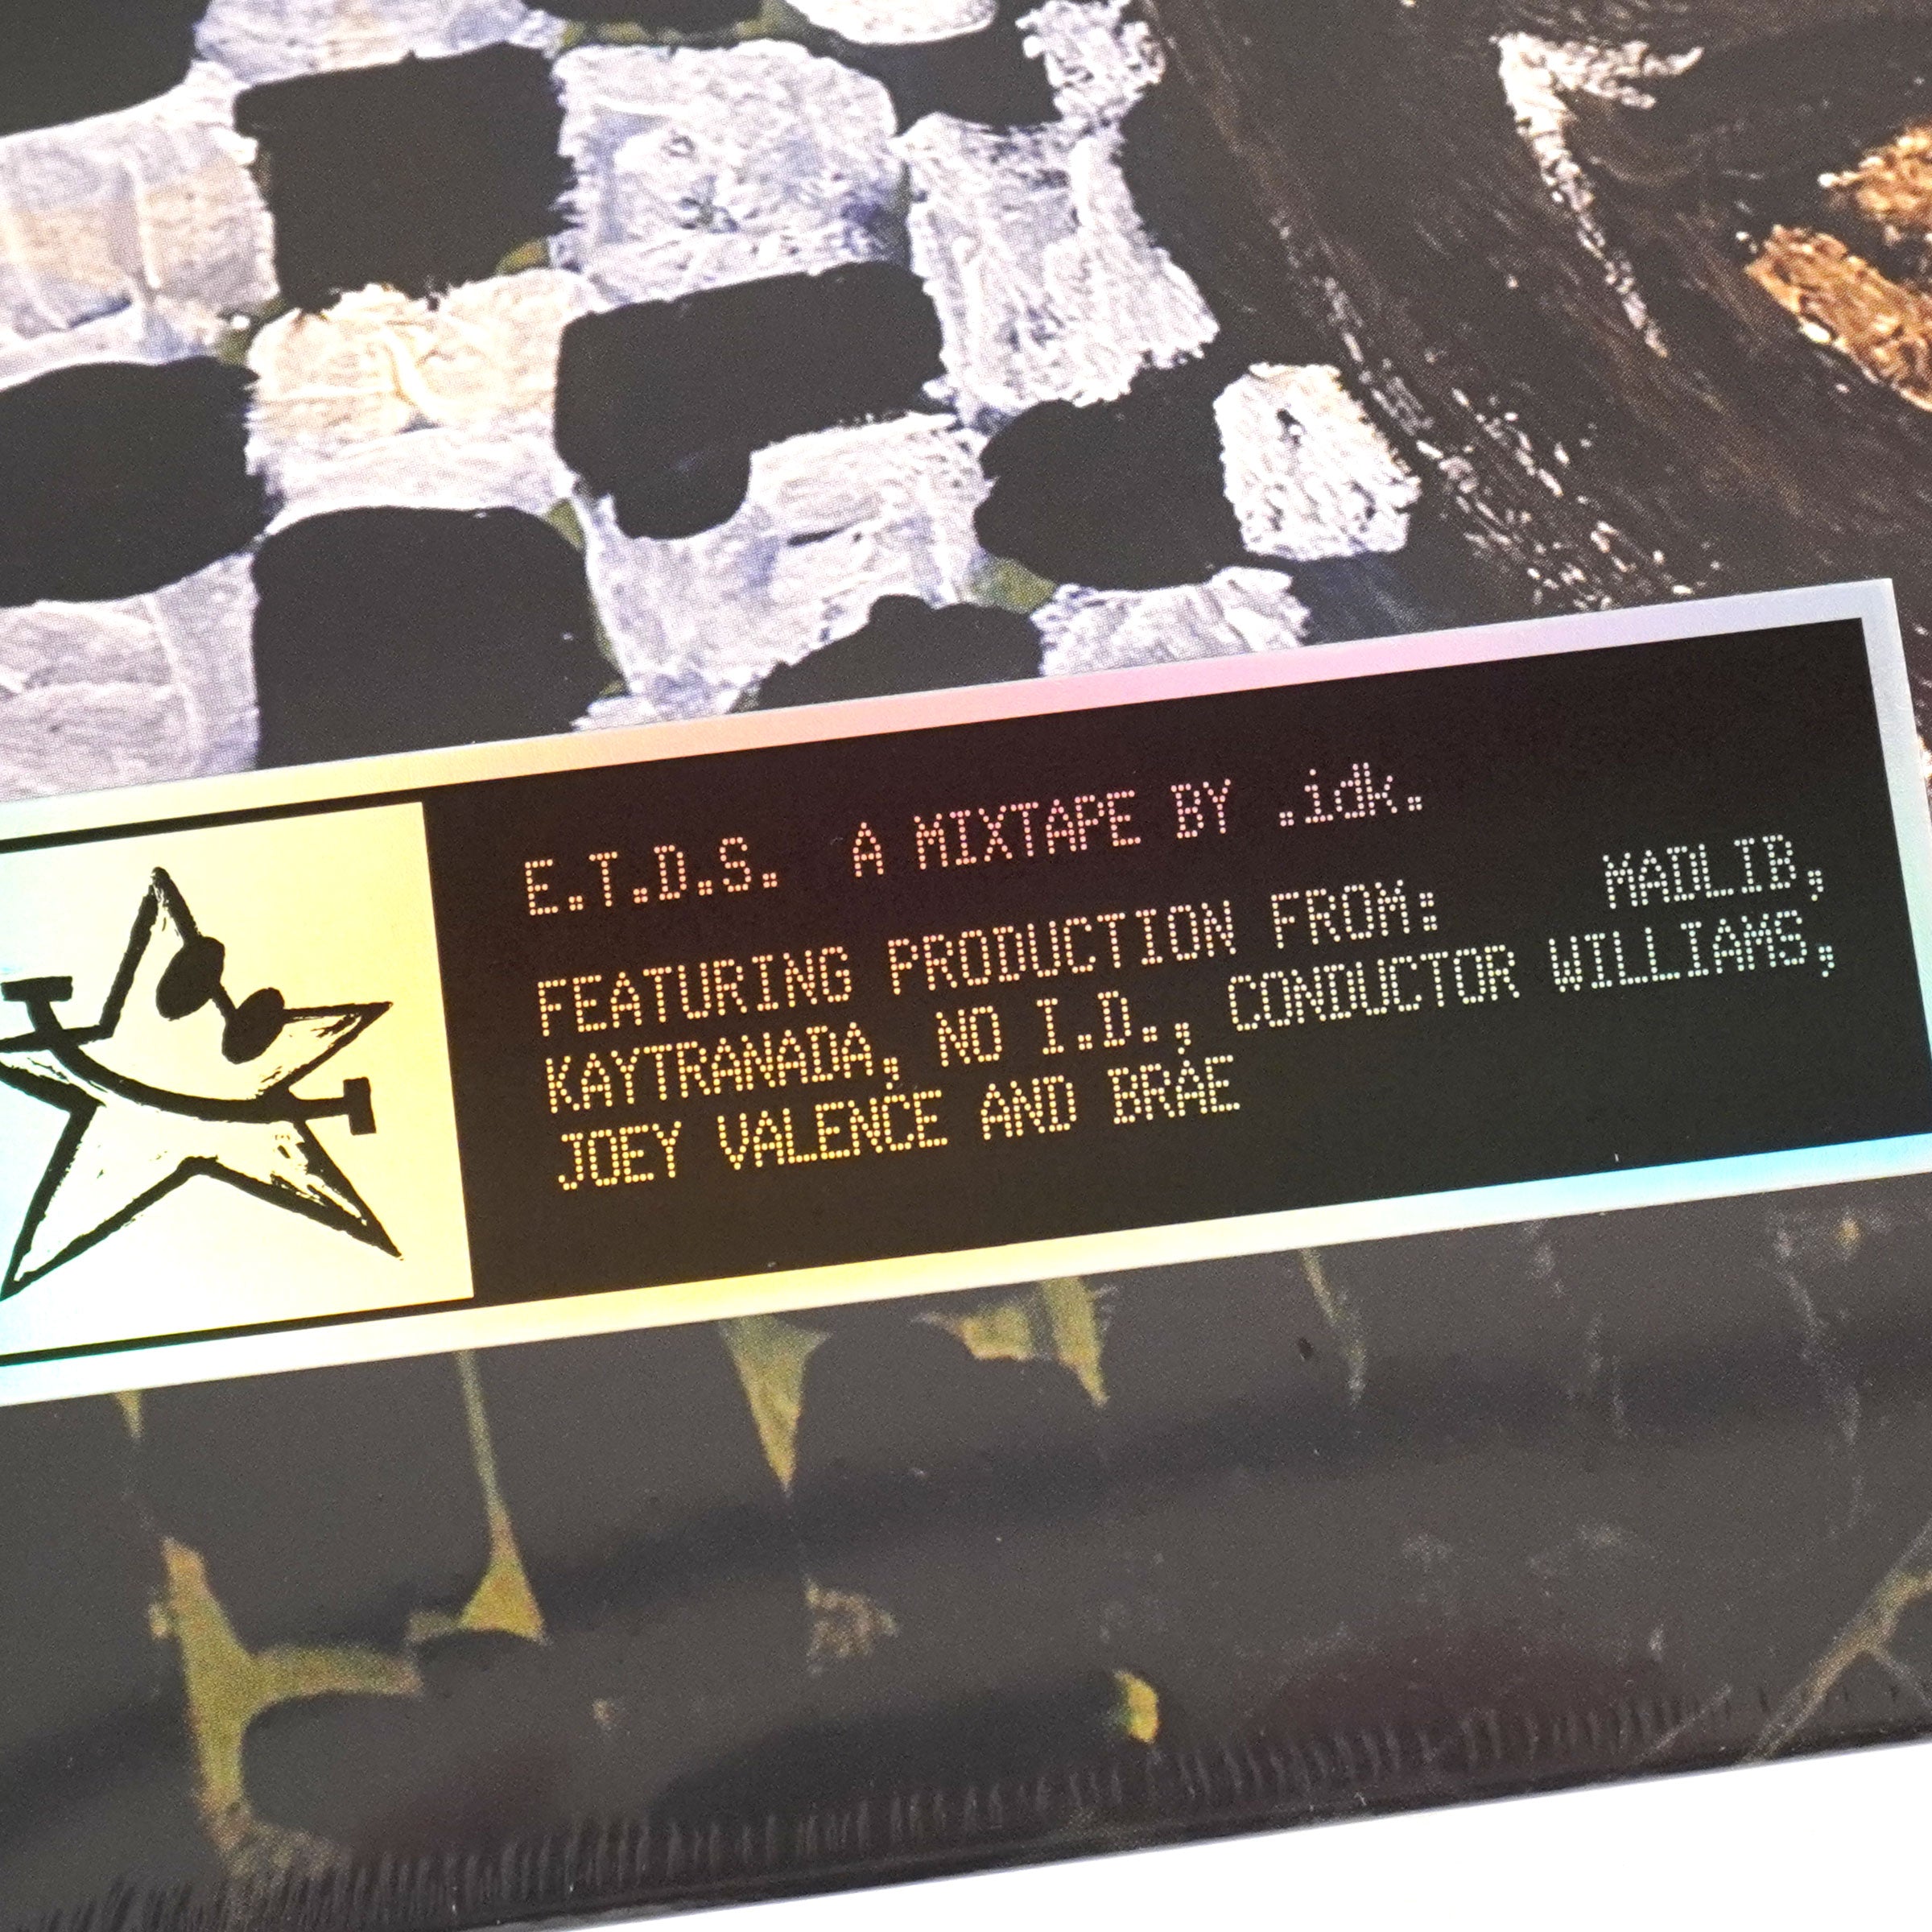 E.T.D.S. A MIXTAPE BY .idk.
FEATURING PRODUCTION FROM: MADLIB,
KAYTRANADA, NO I.D., CONDUCTOR WILLIAMS,
JOEY VALENCE AND BRAE